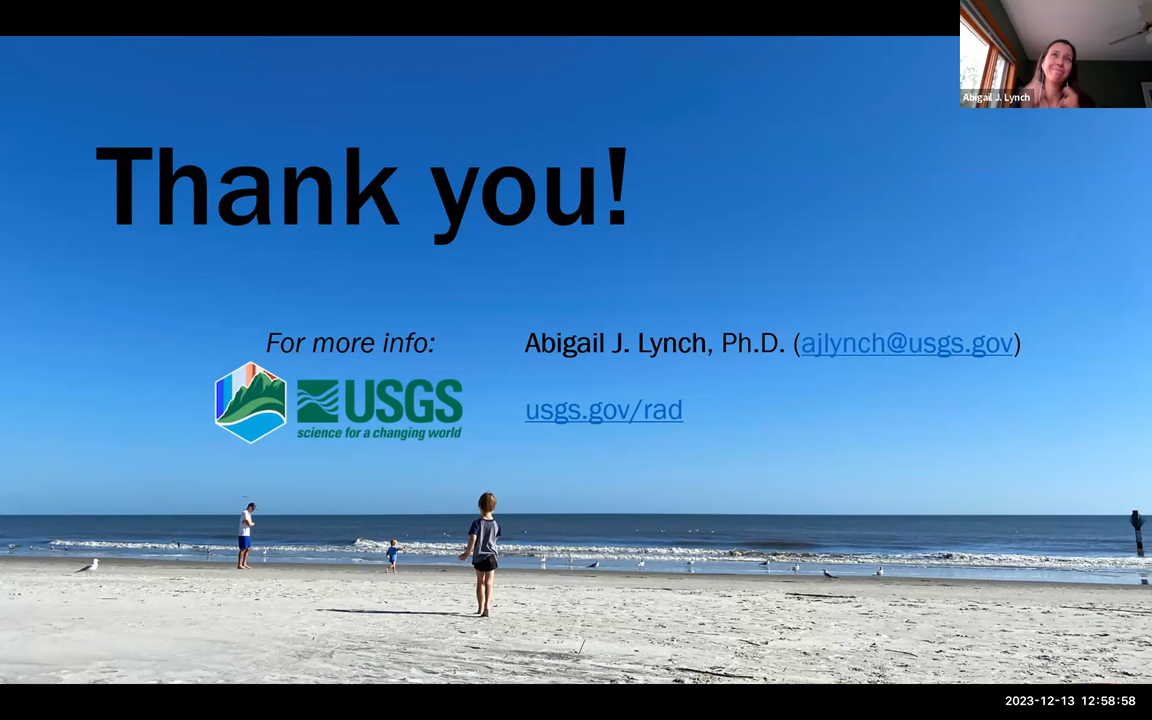 Abigail J. Lynch
Thank you!
For more info:
Abigail J. Lynch, Ph.D. (ajlynch@usgs.gov)
USGS
science for a changing world
usgs.gov/rad
2023-12-13 12:58:58